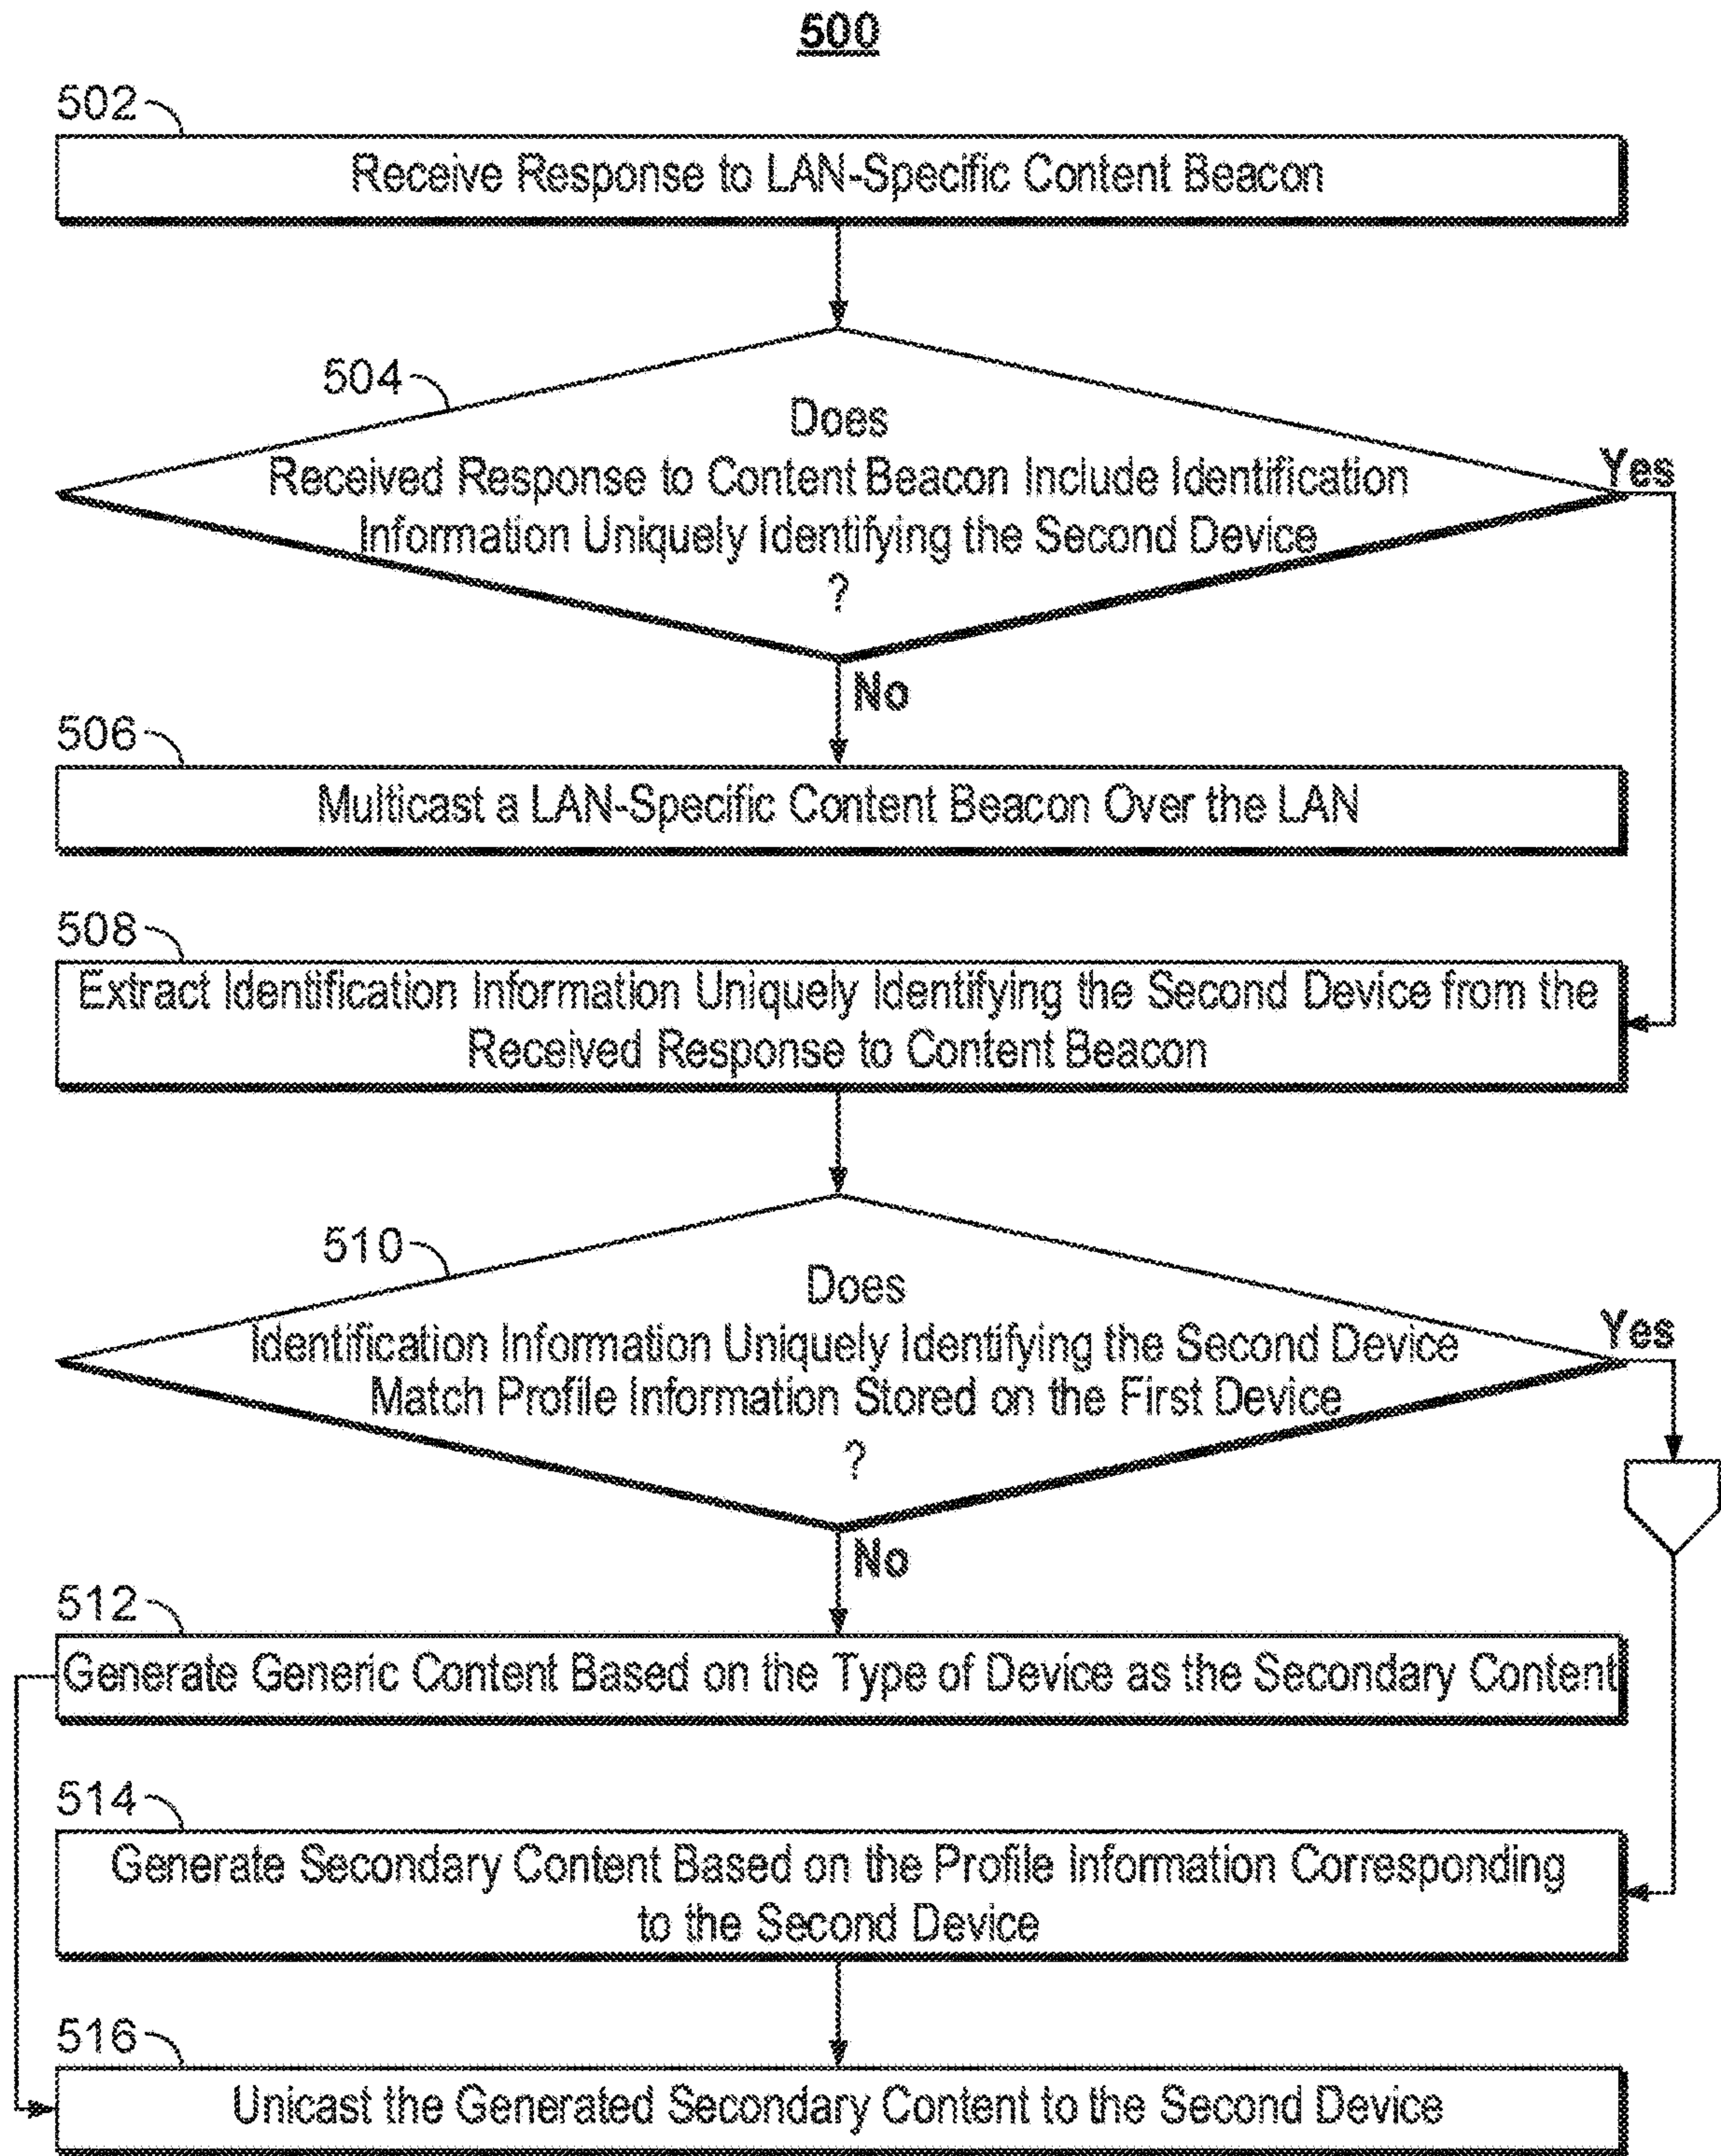 500
502
Receive Response to LAN-Specific Content Beacon
504
Does
Received Response to Content Beacon Include Identification
Information Uniquely Identifying the Second Device
?
Yes
No
506
Multicast a LAN-Specific Content Beacon Over the LAN
508
Extract Identification Information Uniquely Identifying the Second Device from the
Received Response to Content Beacon
510
Does
Identification Information Uniquely Identifying the Second Device
Match Profile Information Stored on the First Device
?
Yes
No
512
Generate Generic Content Based on the Type of Device as the Secondary Content
514
Generate Secondary Content Based on the Profile Information Corresponding
to the Second Device
516
Unicast the Generated Secondary Content to the Second Device